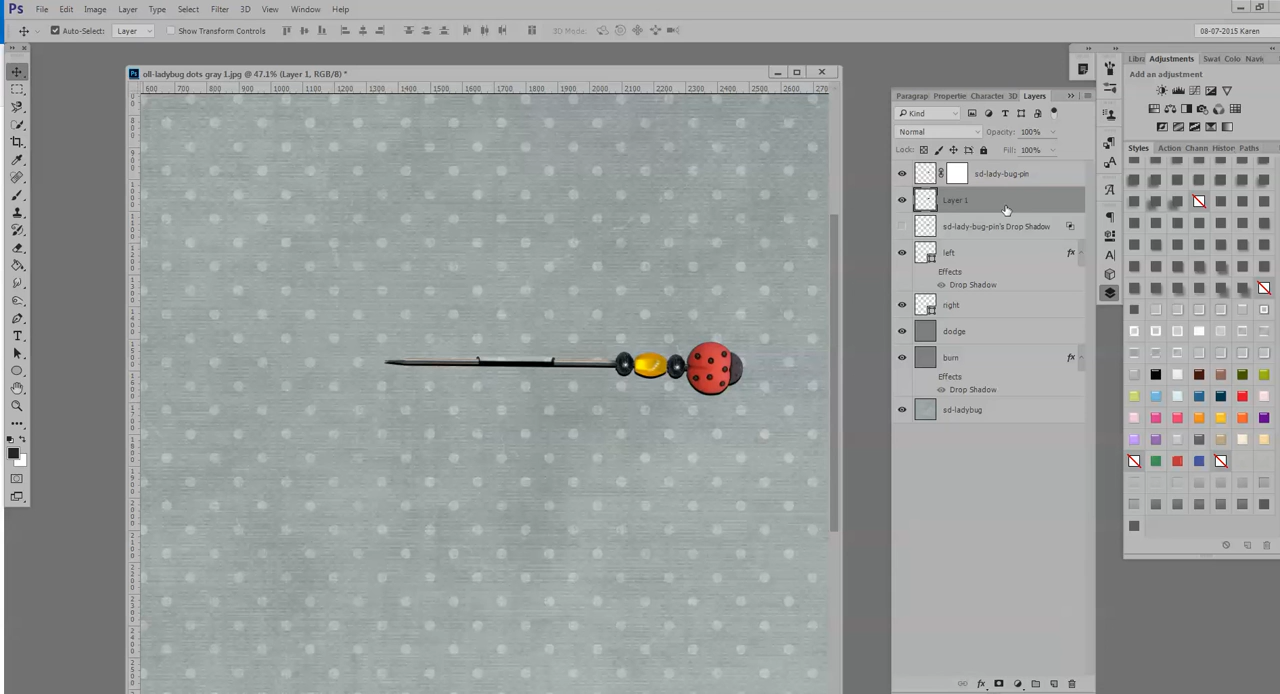 Ps File Edit Image Layer Type Select Filter 3D View Window Help
Auto-Select: Layer Show Transform Controls 3D Mode: 08-07-2015 Karen
oll-ladybug dots gray 1.jpg @ 47.1% (Layer 1, RGB/8) *
600 700 800 900 1000 1100 1200 1300 1400 1500 1600 1700 1800 1900 2000 2100 2200 2300 2400 2500 2600 270
Paragrap Propertie Character 3D Layers
Kind
Normal Opacity: 100%
Lock: Fill: 100%
sd-lady-bug-pin
Layer 1
sd-lady-bug-pin's Drop Shadow
left fx
Effects
Drop Shadow
right
dodge
burn fx
Effects
Drop Shadow
sd-ladybug
fx
Libra Adjustments Swat Colo Navi
Add an adjustment
Styles Action Chann Histor Paths